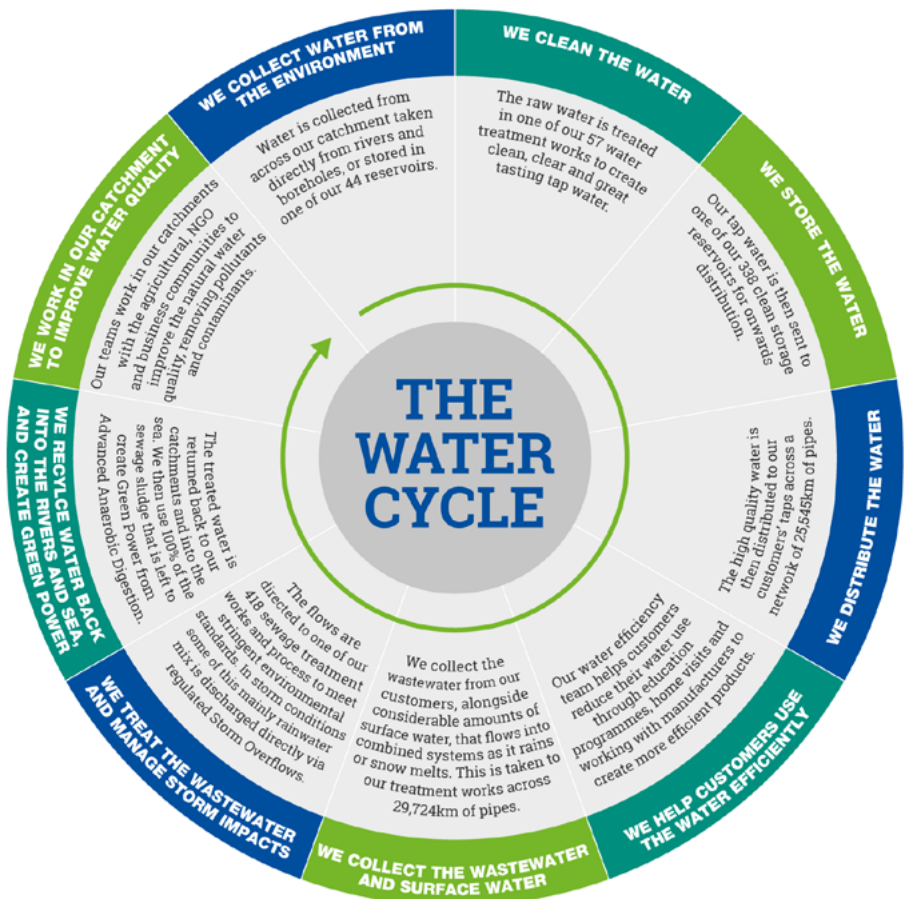 THE
WATER
CYCLE
WE COLLECT WATER FROM
THE ENVIRONMENT
Water is collected from
across our catchment taken
directly from rivers and
boreholes, or stored in
one of our 44 reservoirs.
WE CLEAN THE WATER
The raw water is treated
in one of our 57 water
treatment works to create
clean, clear and great
tasting tap water.
WE STORE THE WATER
Our tap water is then sent to
one of our 338 clean storage
reservoirs for onwards
distribution.
WE DISTRIBUTE THE WATER
The high quality water is
then distributed to our
customers' taps across a
network of 25,545km of pipes.
WE HELP CUSTOMERS USE
THE WATER EFFICIENTLY
Our water efficiency
team helps customers
reduce their water use
through education
programmes, home visits and
working with manufacturers to
create more efficient products.
WE COLLECT THE WASTEWATER
AND SURFACE WATER
We collect the
wastewater from our
customers, alongside
considerable amounts of
surface water, that flows into
combined systems as it rains
or snow melts. This is taken to
our treatment works across
29,724km of pipes.
WE TREAT THE WASTEWATER
AND MANAGE STORM IMPACTS
The flows are
directed to one of our
418 sewage treatment
works and process to meet
stringent environmental
standards. In storm conditions
some of this mainly rainwater
mix is discharged directly via
regulated Storm Overflows.
WE RECYLCE WATER BACK
INTO THE RIVERS AND SEA,
AND CREATE GREEN POWER
The treated water is
returned back to our
catchments and into the
sea. We then use 100% of the
sewage sludge that is left to
create Green Power from
Advanced Anaerobic Digestion.
WE WORK IN OUR CATCHMENT
TO IMPROVE WATER QUALITY
Our teams work in our catchments
with the agricultural, NGO
and business communities to
improve the natural water
quality, removing pollutants
and contaminants.